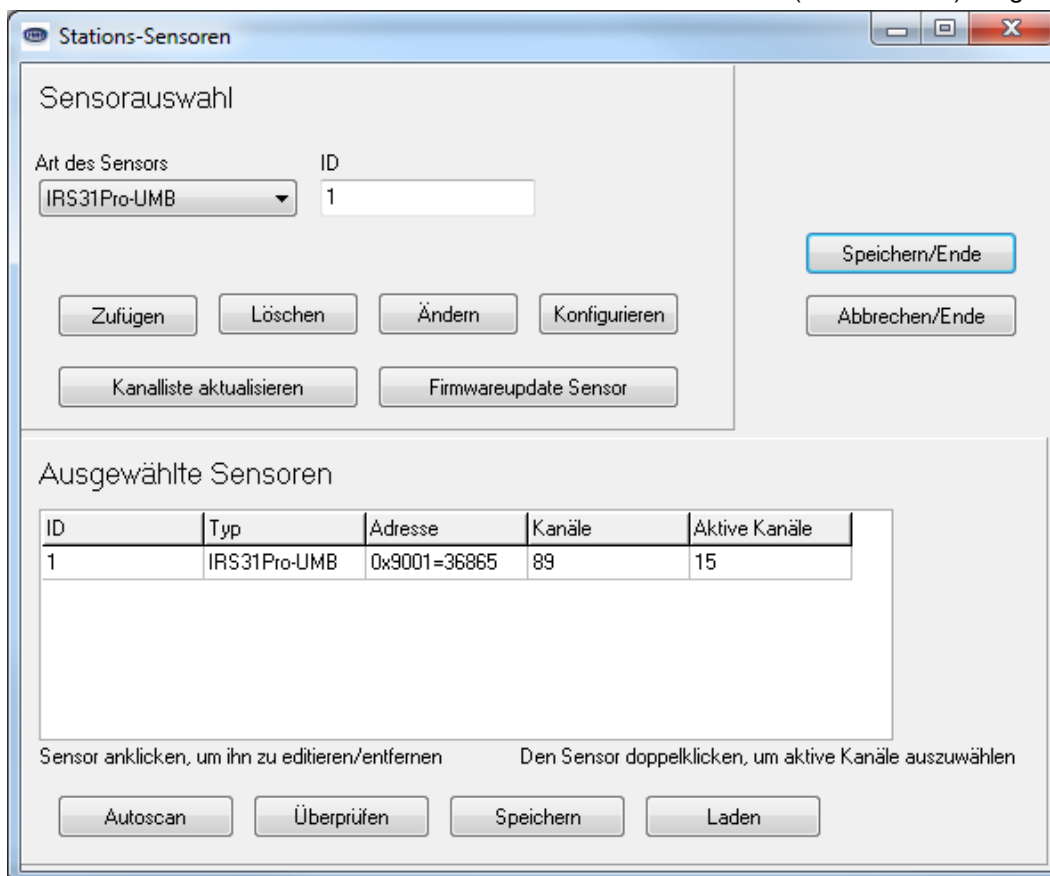 Stations-Sensoren
Sensorauswahl
Art des Sensors ID
IRS31Pro-UMB 1
Speichern/Ende
Zufügen Löschen Ändern Konfigurieren Abbrechen/Ende
Kanalliste aktualisieren Firmwareupdate Sensor
Ausgewählte Sensoren
ID Typ Adresse Kanäle Aktive Kanäle
1 IRS31Pro-UMB 0x9001=36865 89 15
Sensor anklicken, um ihn zu editieren/entfernen Den Sensor doppelklicken, um aktive Kanäle auszuwählen
Autoscan Überprüfen Speichern Laden